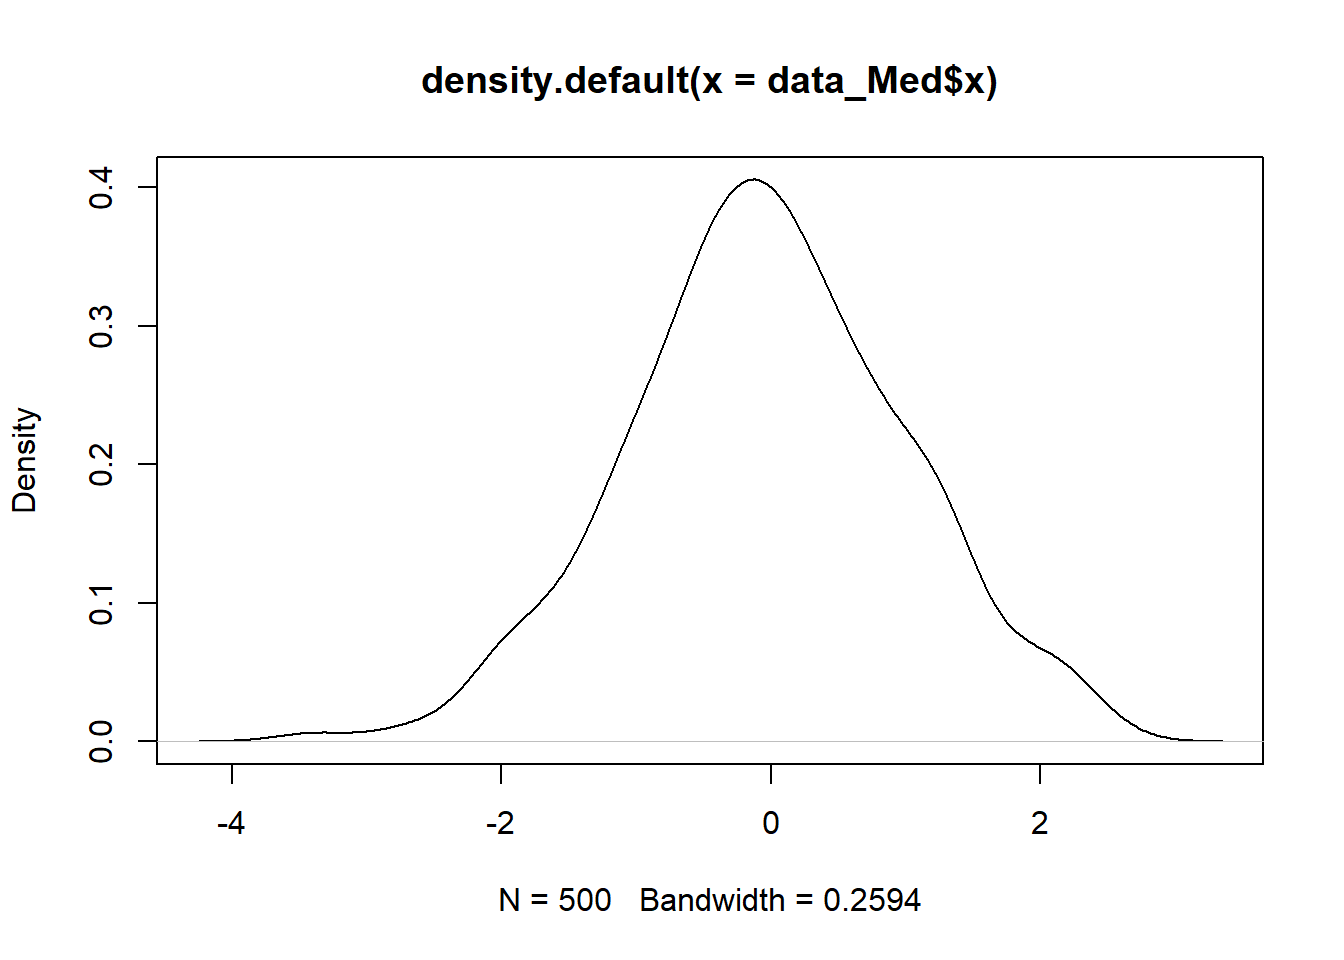 density.default(x = data_Med$x)
Density
0.0 0.1 0.2 0.3 0.4
-4 -2 0 2
N = 500 Bandwidth = 0.2594